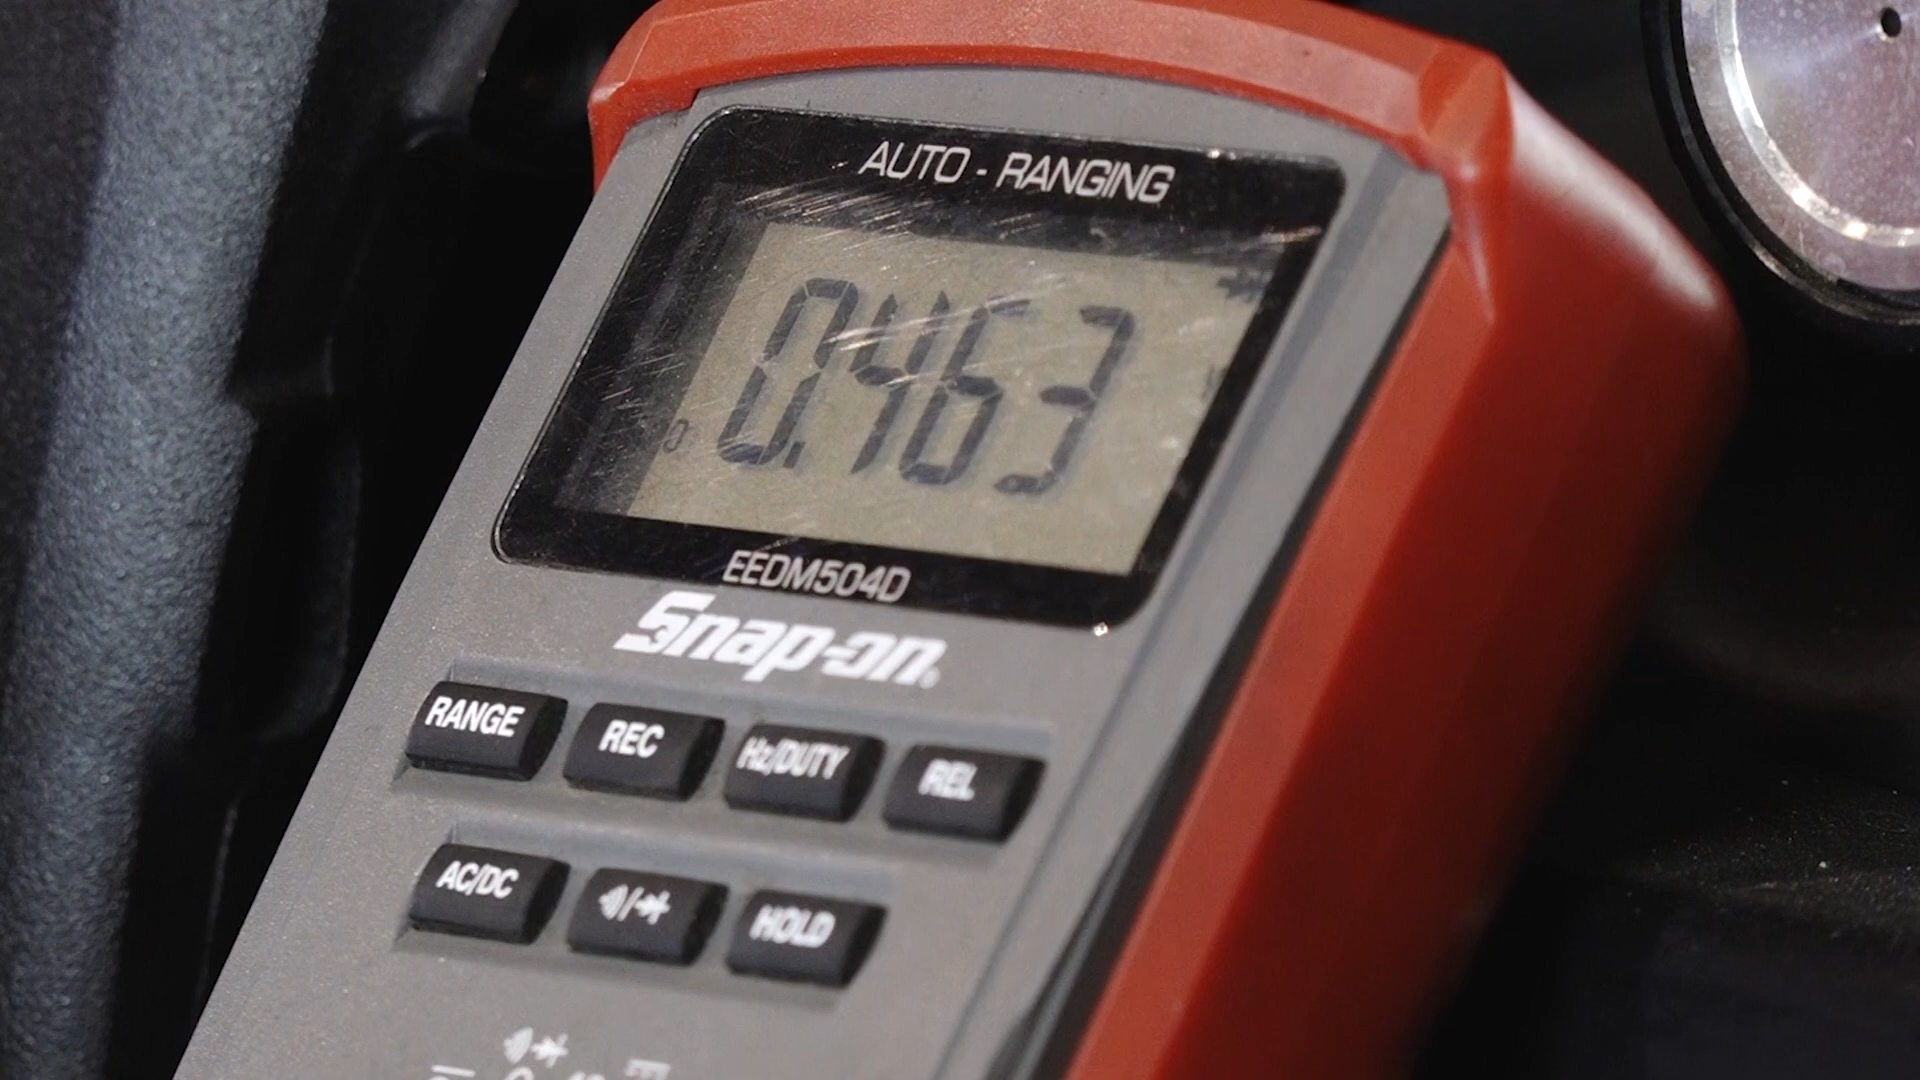 AUTO - RANGING
0.463
EEDM504D
Snap-on
RANGE REC Hz/DUTY REL
AC/DC HOLD